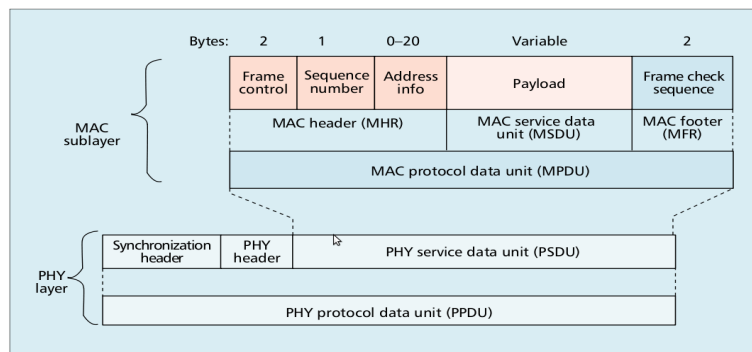 Bytes: 2 1 0–20 Variable 2
Frame control
Sequence number
Address info
Payload
Frame check sequence
MAC sublayer
MAC header (MHR)
MAC service data unit (MSDU)
MAC footer (MFR)
MAC protocol data unit (MPDU)
Synchronization header
PHY header
PHY service data unit (PSDU)
PHY layer
PHY protocol data unit (PPDU)